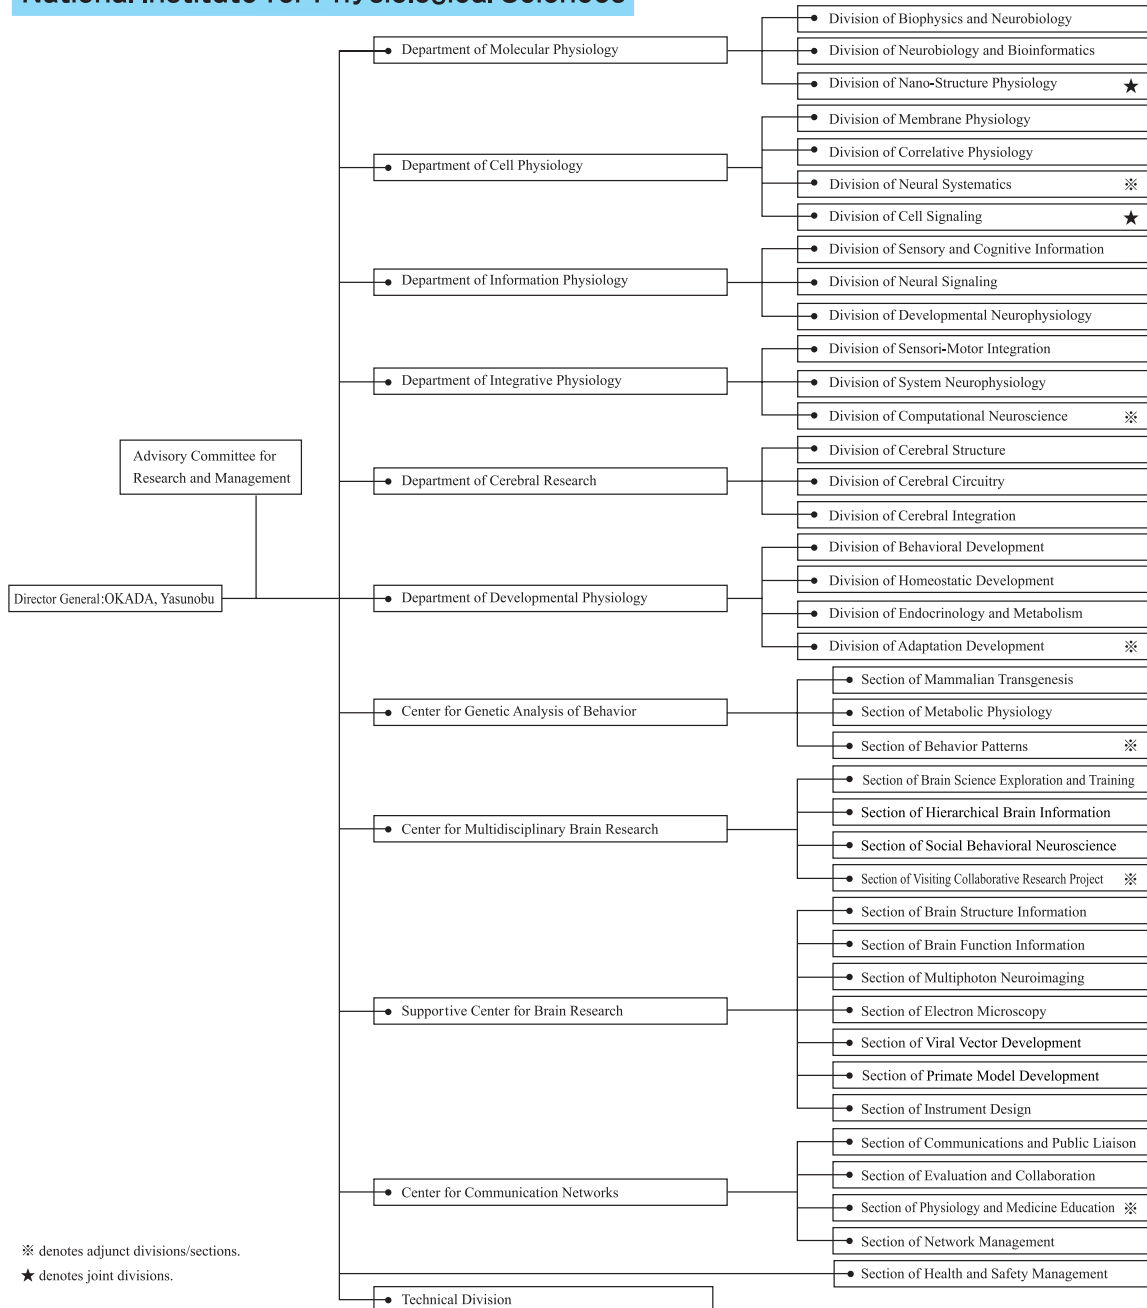 National Institute for Physiological Sciences
Director General:OKADA, Yasunobu
Advisory Committee for
Research and Management
Department of Molecular Physiology
Division of Biophysics and Neurobiology
Division of Neurobiology and Bioinformatics
Division of Nano-Structure Physiology ★
Department of Cell Physiology
Division of Membrane Physiology
Division of Correlative Physiology
Division of Neural Systematics ※
Division of Cell Signaling ★
Department of Information Physiology
Division of Sensory and Cognitive Information
Division of Neural Signaling
Division of Developmental Neurophysiology
Department of Integrative Physiology
Division of Sensori-Motor Integration
Division of System Neurophysiology
Division of Computational Neuroscience ※
Department of Cerebral Research
Division of Cerebral Structure
Division of Cerebral Circuitry
Division of Cerebral Integration
Department of Developmental Physiology
Division of Behavioral Development
Division of Homeostatic Development
Division of Endocrinology and Metabolism
Division of Adaptation Development ※
Center for Genetic Analysis of Behavior
Section of Mammalian Transgenesis
Section of Metabolic Physiology
Section of Behavior Patterns ※
Center for Multidisciplinary Brain Research
Section of Brain Science Exploration and Training
Section of Hierarchical Brain Information
Section of Social Behavioral Neuroscience
Section of Visiting Collaborative Research Project ※
Supportive Center for Brain Research
Section of Brain Structure Information
Section of Brain Function Information
Section of Multiphoton Neuroimaging
Section of Electron Microscopy
Section of Viral Vector Development
Section of Primate Model Development
Section of Instrument Design
Center for Communication Networks
Section of Communications and Public Liaison
Section of Evaluation and Collaboration
Section of Physiology and Medicine Education ※
Section of Network Management
Section of Health and Safety Management
Technical Division
※ denotes adjunct divisions/sections.
★ denotes joint divisions.